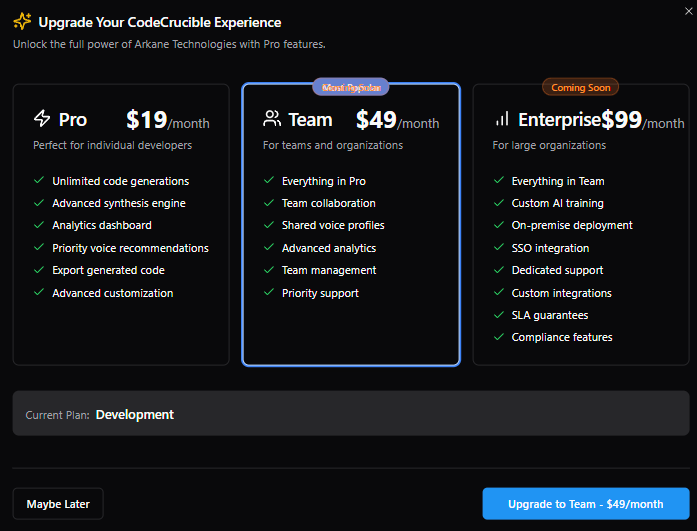 Upgrade Your CodeCrucible Experience
Unlock the full power of Arkane Technologies with Pro features.
Pro $19/month
Perfect for individual developers
Unlimited code generations
Advanced synthesis engine
Analytics dashboard
Priority voice recommendations
Export generated code
Advanced customization
Most Popular
Team $49/month
For teams and organizations
Everything in Pro
Team collaboration
Shared voice profiles
Advanced analytics
Team management
Priority support
Coming Soon
Enterprise$99/month
For large organizations
Everything in Team
Custom AI training
On-premise deployment
SSO integration
Dedicated support
Custom integrations
SLA guarantees
Compliance features
Current Plan: Development
Maybe Later
Upgrade to Team - $49/month